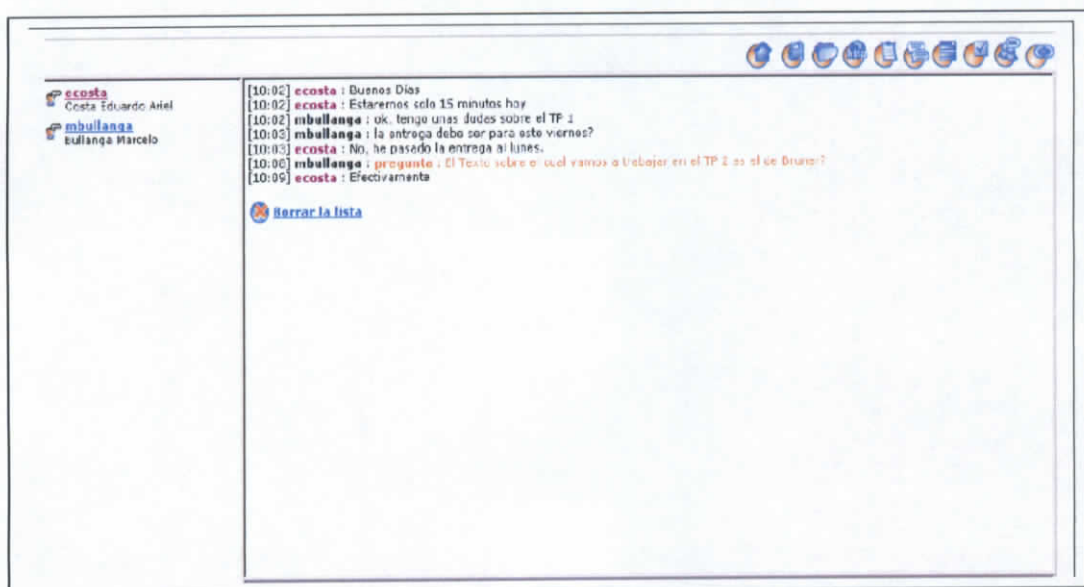 ecosta
Costa Eduardo Ariel
mbullanga
Bullanga Marcelo
[10:02] ecosta : Buenos Días
[10:02] ecosta : Estaremos solo 15 minutos hoy
[10:02] mbullanga : ok. tengo unas dudas sobre el TP 1
[10:03] mbullanga : la entrega debe ser para este viernes?
[10:03] ecosta : No, he pasado la entrega al lunes.
[10:08] mbullanga : pregunta : El Texto sobre el cual vamos a trabajar en el TP 2 es el de Bruner?
[10:09] ecosta : Efectivamente
Borrar la lista